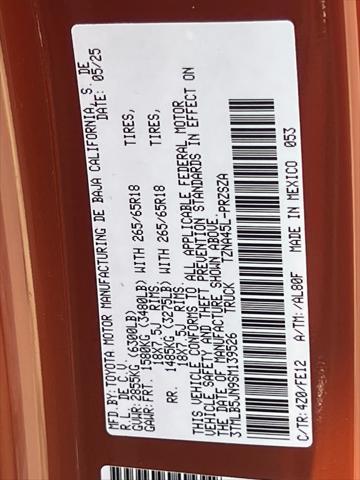 MFD. BY: TOYOTA MOTOR MANUFACTURING DE BAJA CALIFORNIA, S. DE
R. L. DE C.V. DATE: 05/25
GVWR: 2855KG (6300LB)
GAWR: FRT. 1580KG (3480LB) WITH 265/65R18 TIRES,
18X7.5J RIMS.
RR. 1485KG (3275LB) WITH 265/65R18 TIRES,
18X7.5J RIMS.
THIS VEHICLE CONFORMS TO ALL APPLICABLE FEDERAL MOTOR
VEHICLE SAFETY AND THEFT PREVENTION STANDARDS IN EFFECT ON
THE DATE OF MANUFACTURE SHOWN ABOVE.
3TMLB5JN9SM139526 TRUCK TZNA45L-PRZSZA
C/TR: 4Z0/FE12 A/TM: /AL80F MADE IN MEXICO 053